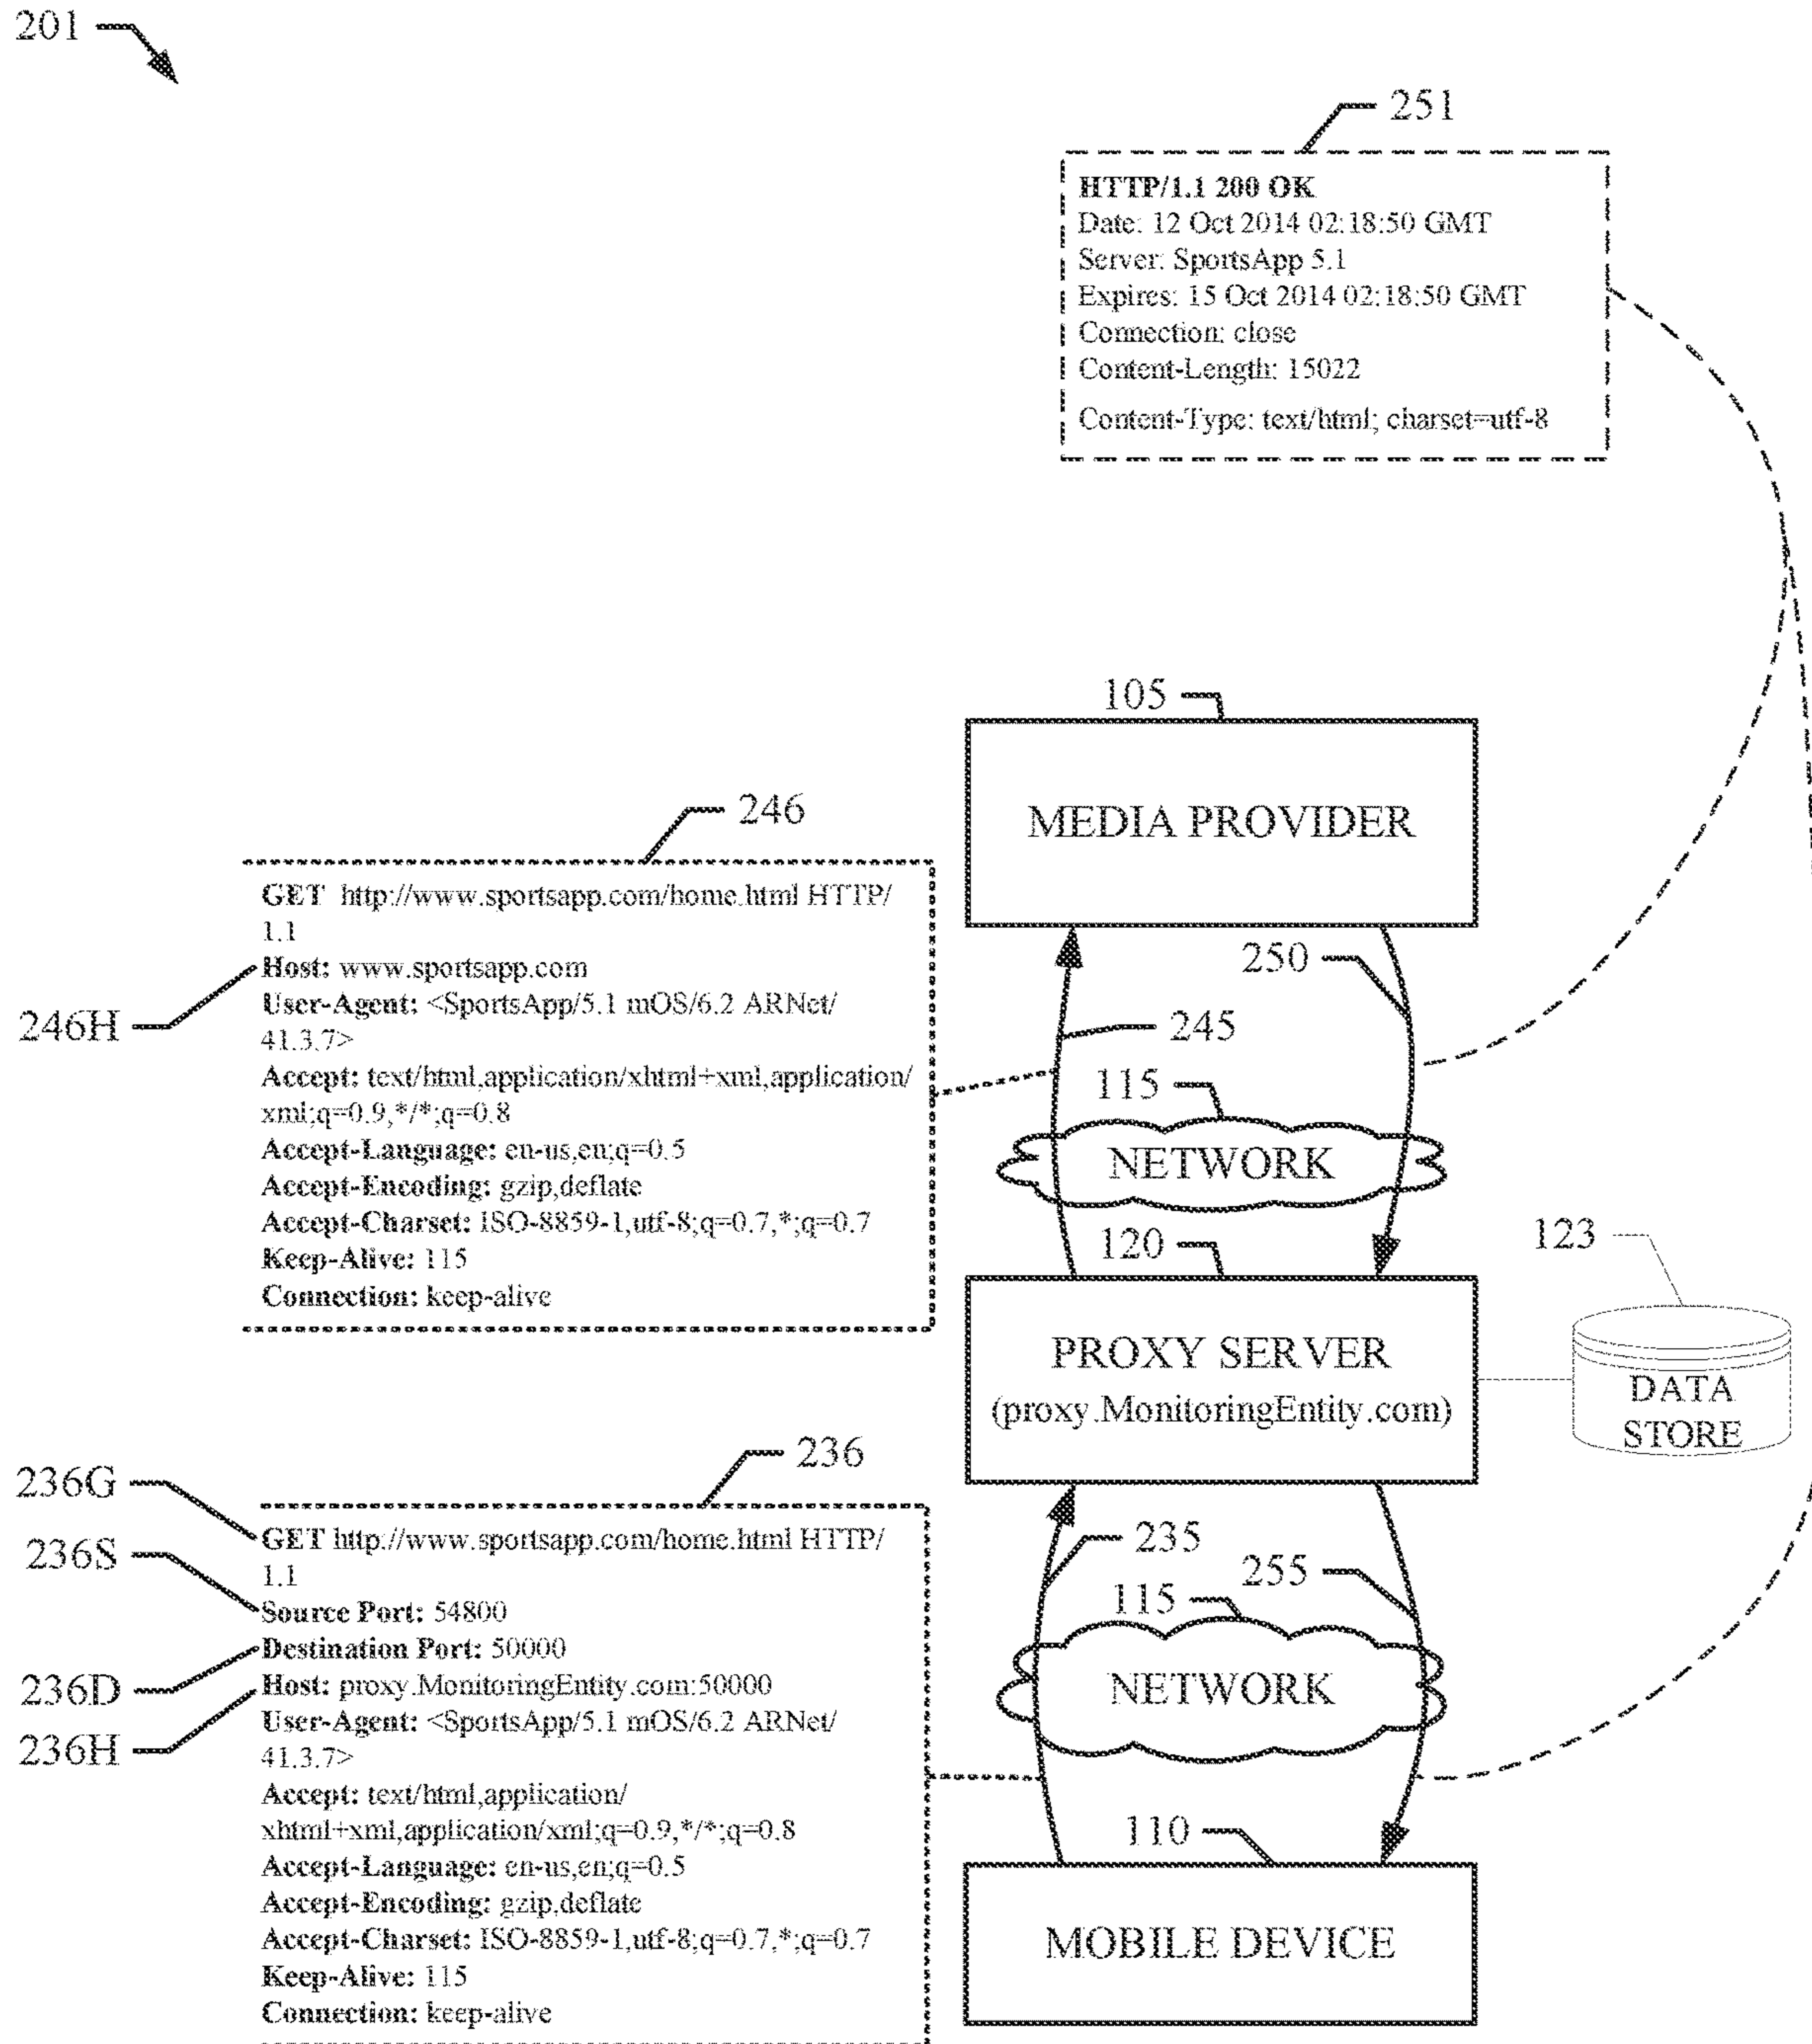 201
251
HTTP/1.1 200 OK
Date: 12 Oct 2014 02:18:50 GMT
Server: SportsApp 5.1
Expires: 15 Oct 2014 02:18:50 GMT
Connection: close
Content-Length: 15022
Content-Type: text/html; charset=utf-8
105
MEDIA PROVIDER
246
GET http://www.sportsapp.com/home.html HTTP/
1.1
Host: www.sportsapp.com
User-Agent: <SportsApp/5.1 mOS/6.2 ARNet/
41.3.7>
Accept: text/html,application/xhtml+xml,application/
xml;q=0.9,*/*;q=0.8
Accept-Language: en-us,en;q=0.5
Accept-Encoding: gzip,deflate
Accept-Charset: ISO-8859-1,utf-8;q=0.7,*;q=0.7
Keep-Alive: 115
Connection: keep-alive
246H
250
245
115
NETWORK
120
PROXY SERVER
(proxy.MonitoringEntity.com)
123
DATA
STORE
236
236G
236S
236D
236H
GET http://www.sportsapp.com/home.html HTTP/
1.1
Source Port: 54800
Destination Port: 50000
Host: proxy.MonitoringEntity.com:50000
User-Agent: <SportsApp/5.1 mOS/6.2 ARNet/
41.3.7>
Accept: text/html,application/
xhtml+xml,application/xml;q=0.9,*/*;q=0.8
Accept-Language: en-us,en;q=0.5
Accept-Encoding: gzip,deflate
Accept-Charset: ISO-8859-1,utf-8;q=0.7,*;q=0.7
Keep-Alive: 115
Connection: keep-alive
235
255
115
NETWORK
110
MOBILE DEVICE